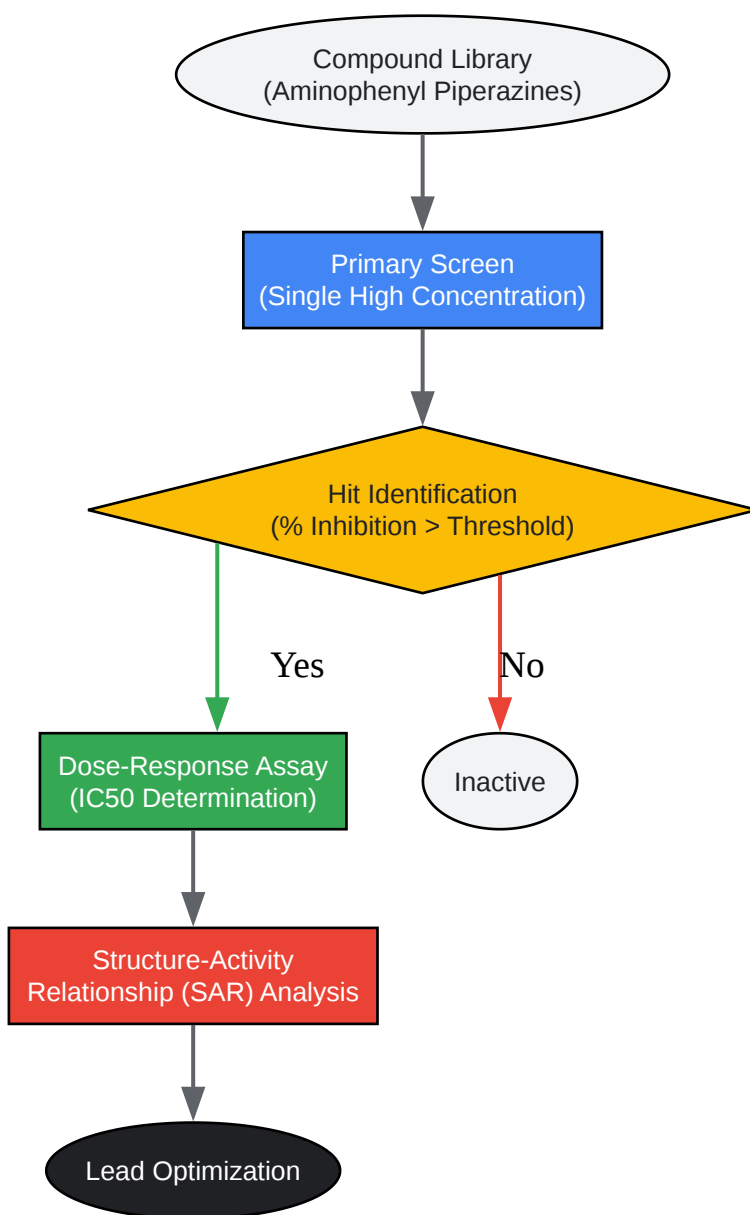 Compound Library
(Aminophenyl Piperazines)
Primary Screen
(Single High Concentration)
Hit Identification
(% Inhibition > Threshold)
Yes
No
Dose-Response Assay
(IC50 Determination)
Inactive
Structure-Activity
Relationship (SAR) Analysis
Lead Optimization